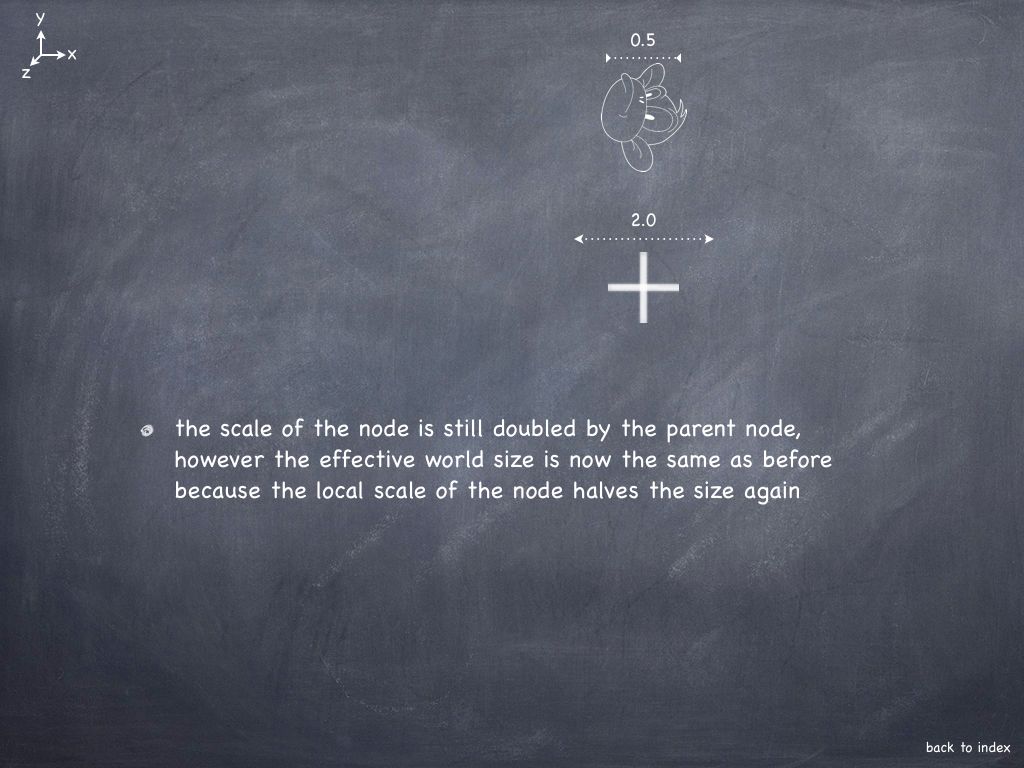 y
x
z
0.5
2.0
the scale of the node is still doubled by the parent node,
however the effective world size is now the same as before
because the local scale of the node halves the size again
back to index